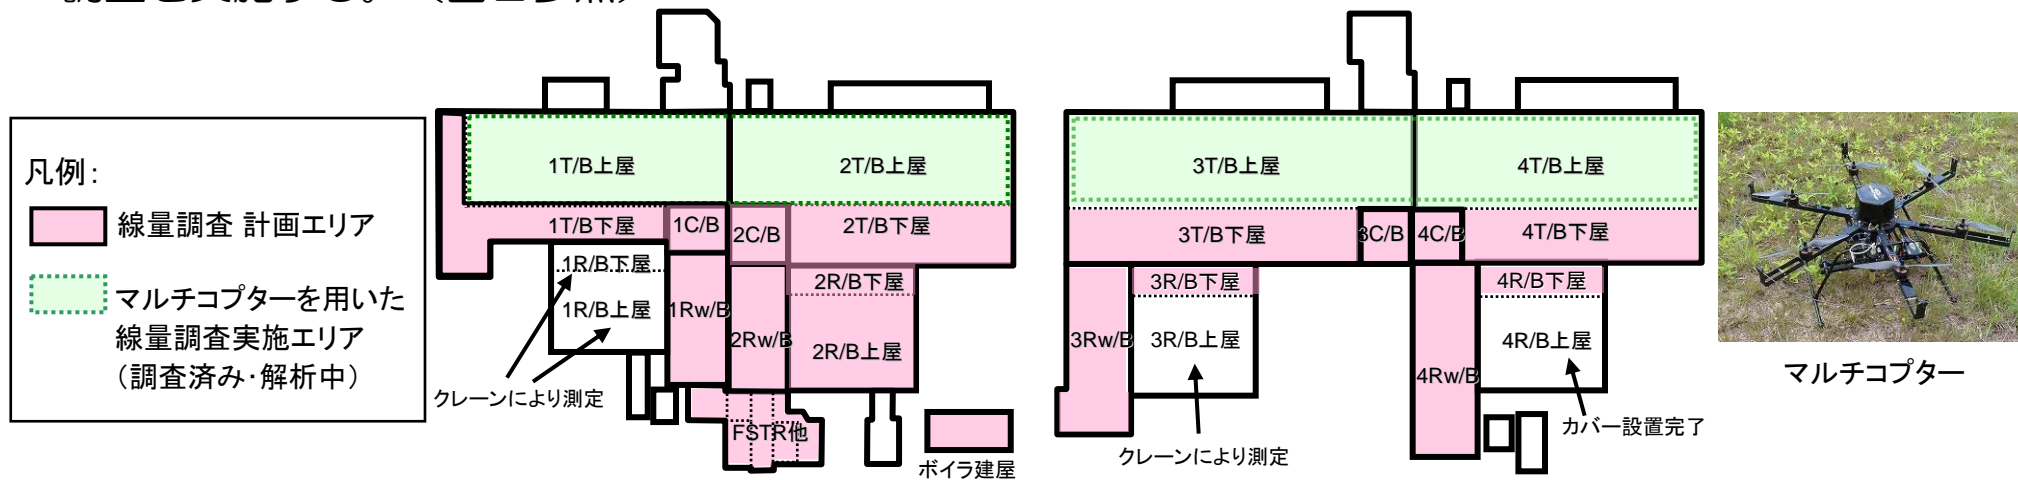 凡例：
線量調査 計画エリア
マルチコプターを用いた
線量調査実施エリア
（調査済み・解析中）
1T/B上屋
2T/B上屋
1T/B下屋
1C/B
2C/B
2T/B下屋
1R/B下屋
1R/B上屋
1Rw/B
2Rw/B
2R/B下屋
2R/B上屋
クレーンにより測定
FSTR他
ボイラ建屋
3T/B上屋
4T/B上屋
3T/B下屋
3C/B
4C/B
4T/B下屋
3R/B下屋
3Rw/B
3R/B上屋
4R/B下屋
4R/B上屋
4Rw/B
クレーンにより測定
カバー設置完了
マルチコプター